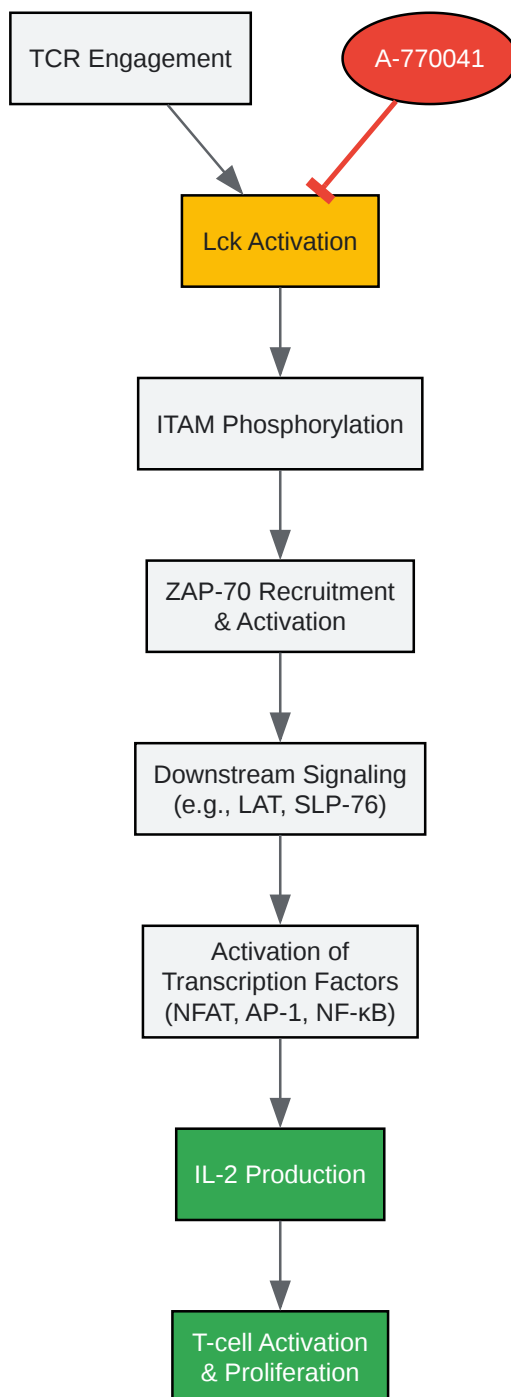 TCR Engagement
A-770041
Lck Activation
ITAM Phosphorylation
ZAP-70 Recruitment
& Activation
Downstream Signaling
(e.g., LAT, SLP-76)
Activation of
Transcription Factors
(NFAT, AP-1, NF-κB)
IL-2 Production
T-cell Activation
& Proliferation